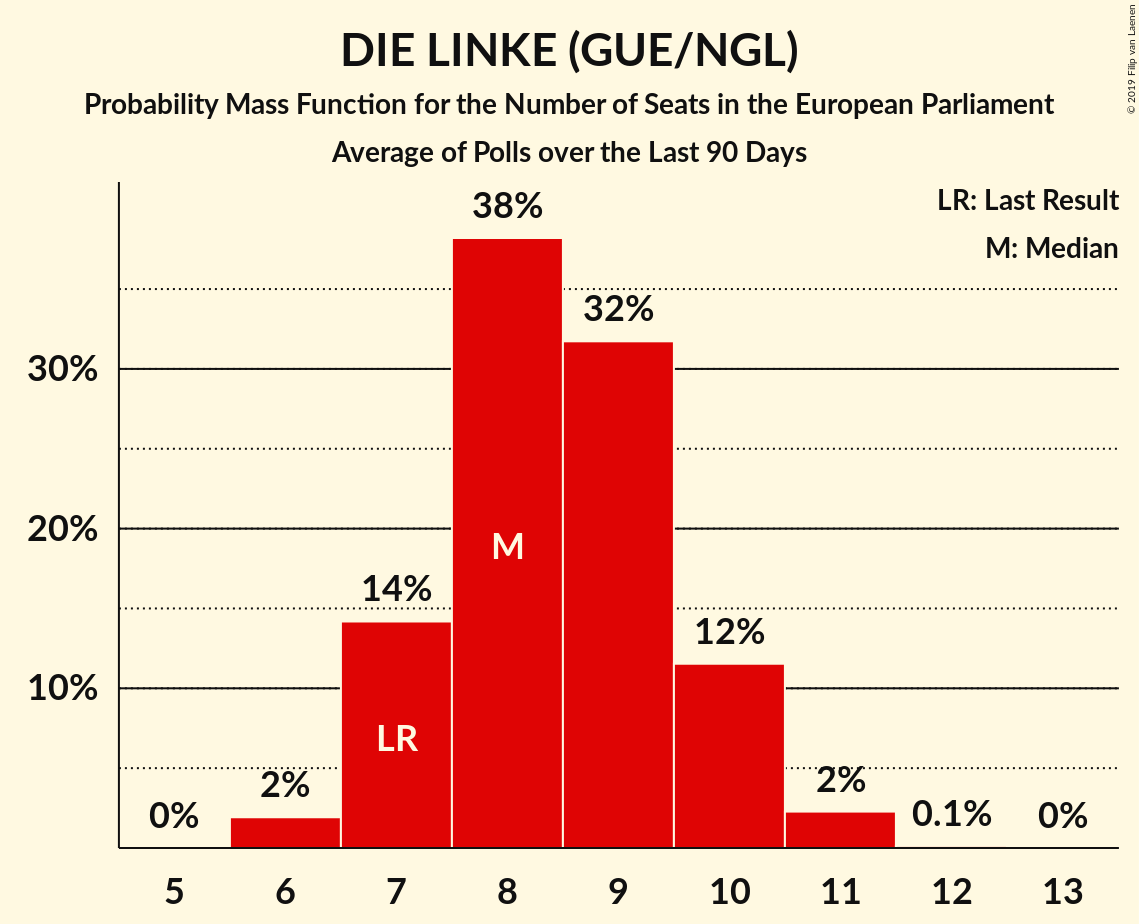 DIE LINKE (GUE/NGL)
Probability Mass Function for the Number of Seats in the European Parliament
Average of Polls over the Last 90 Days
© 2019 Filip van Laenen
LR: Last Result
M: Median
38%
32%
30%
20%
M
14%
12%
10%
LR
2%
2%
0%
0.1%
0%
5 6 7 8 9 10 11 12 13